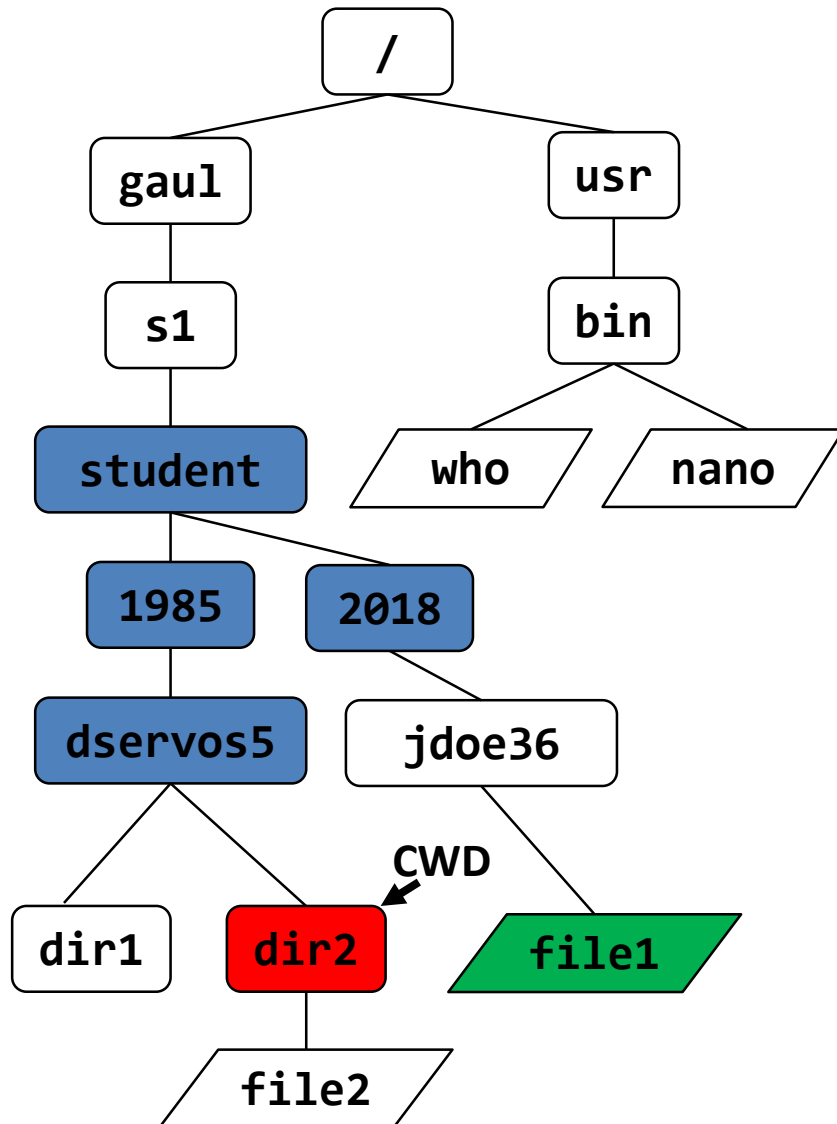 /
gaul
usr
s1
bin
student
who
nano
1985
2018
dservos5
jdoe36
CWD
dir1
dir2
file1
file2